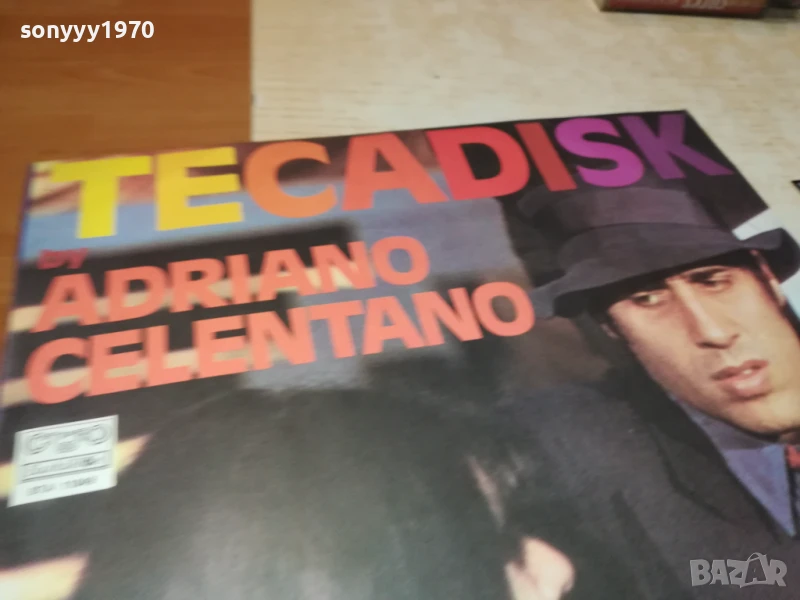 sonyyy1970
TECADISK
BY
ADRIANO
CELENTANO
BAZAR